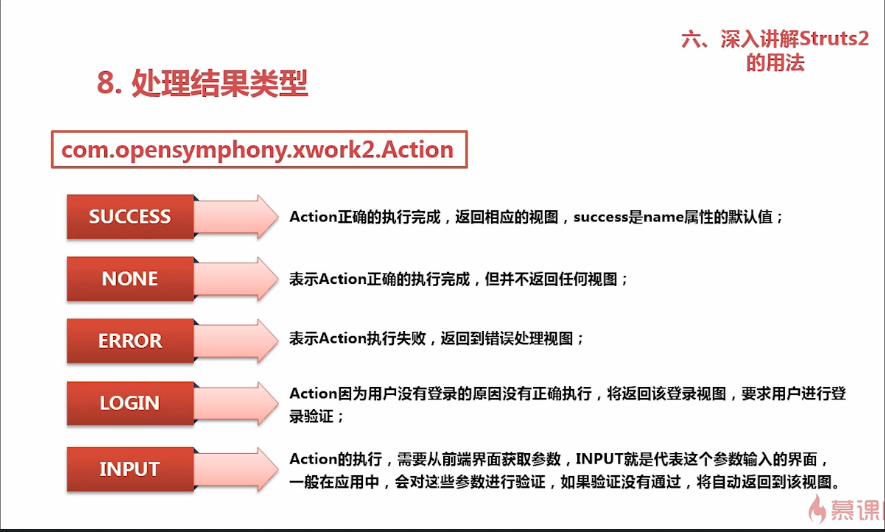 六、深入讲解Struts2
的用法
8. 处理结果类型
com.opensymphony.xwork2.Action
SUCCESS
Action正确的执行完成，返回相应的视图，success是name属性的默认值；
NONE
表示Action正确的执行完成，但并不返回任何视图；
ERROR
表示Action执行失败，返回到错误处理视图；
LOGIN
Action因为用户没有登录的原因没有正确执行，将返回该登录视图，要求用户进行登
录验证；
INPUT
Action的执行，需要从前端界面获取参数，INPUT就是代表这个参数输入的界面，
一般在应用中，会对这些参数进行验证，如果验证没有通过，将自动返回到该视图。
慕课